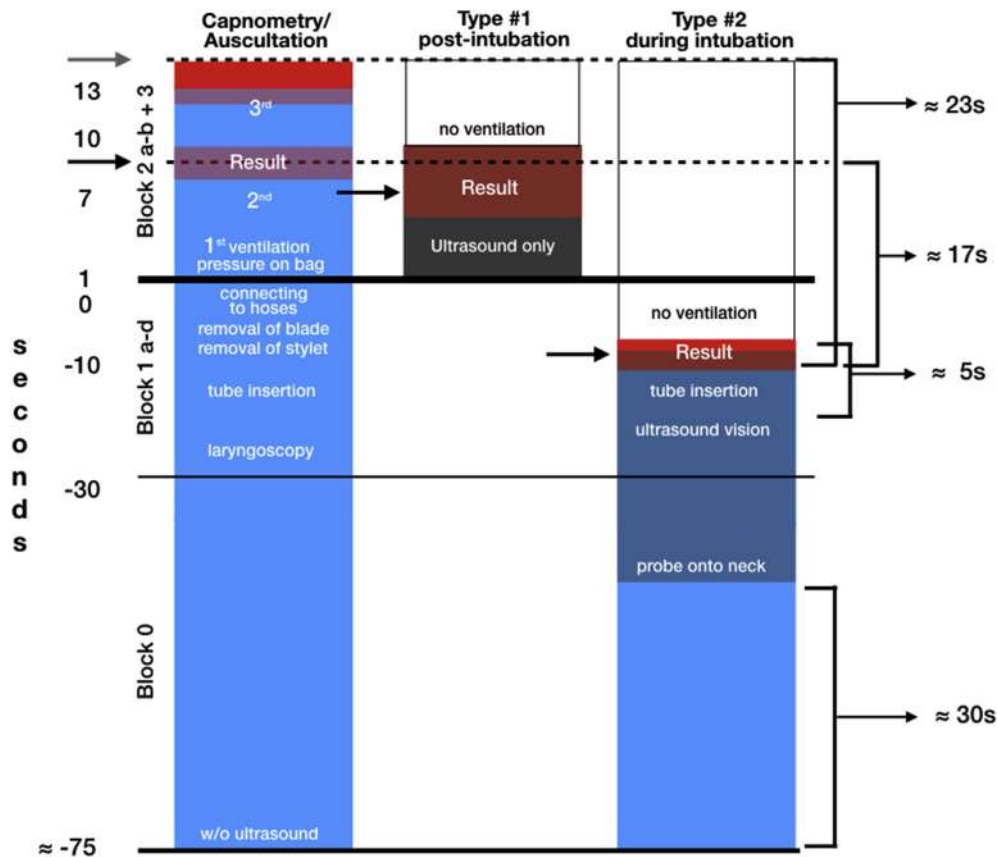 Capnometry/
Auscultation
Type #1
post-intubation
Type #2
during intubation
13
10
7
1
0
-10
-30
≈ -75
seconds
Block 2 a-b + 3
Block 1 a-d
Block 0
3rd
Result
2nd
1st ventilation
pressure on bag
connecting
to hoses
removal of blade
removal of stylet
tube insertion
laryngoscopy
w/o ultrasound
no ventilation
Result
Ultrasound only
no ventilation
Result
tube insertion
ultrasound vision
probe onto neck
≈ 23s
≈ 17s
≈ 5s
≈ 30s